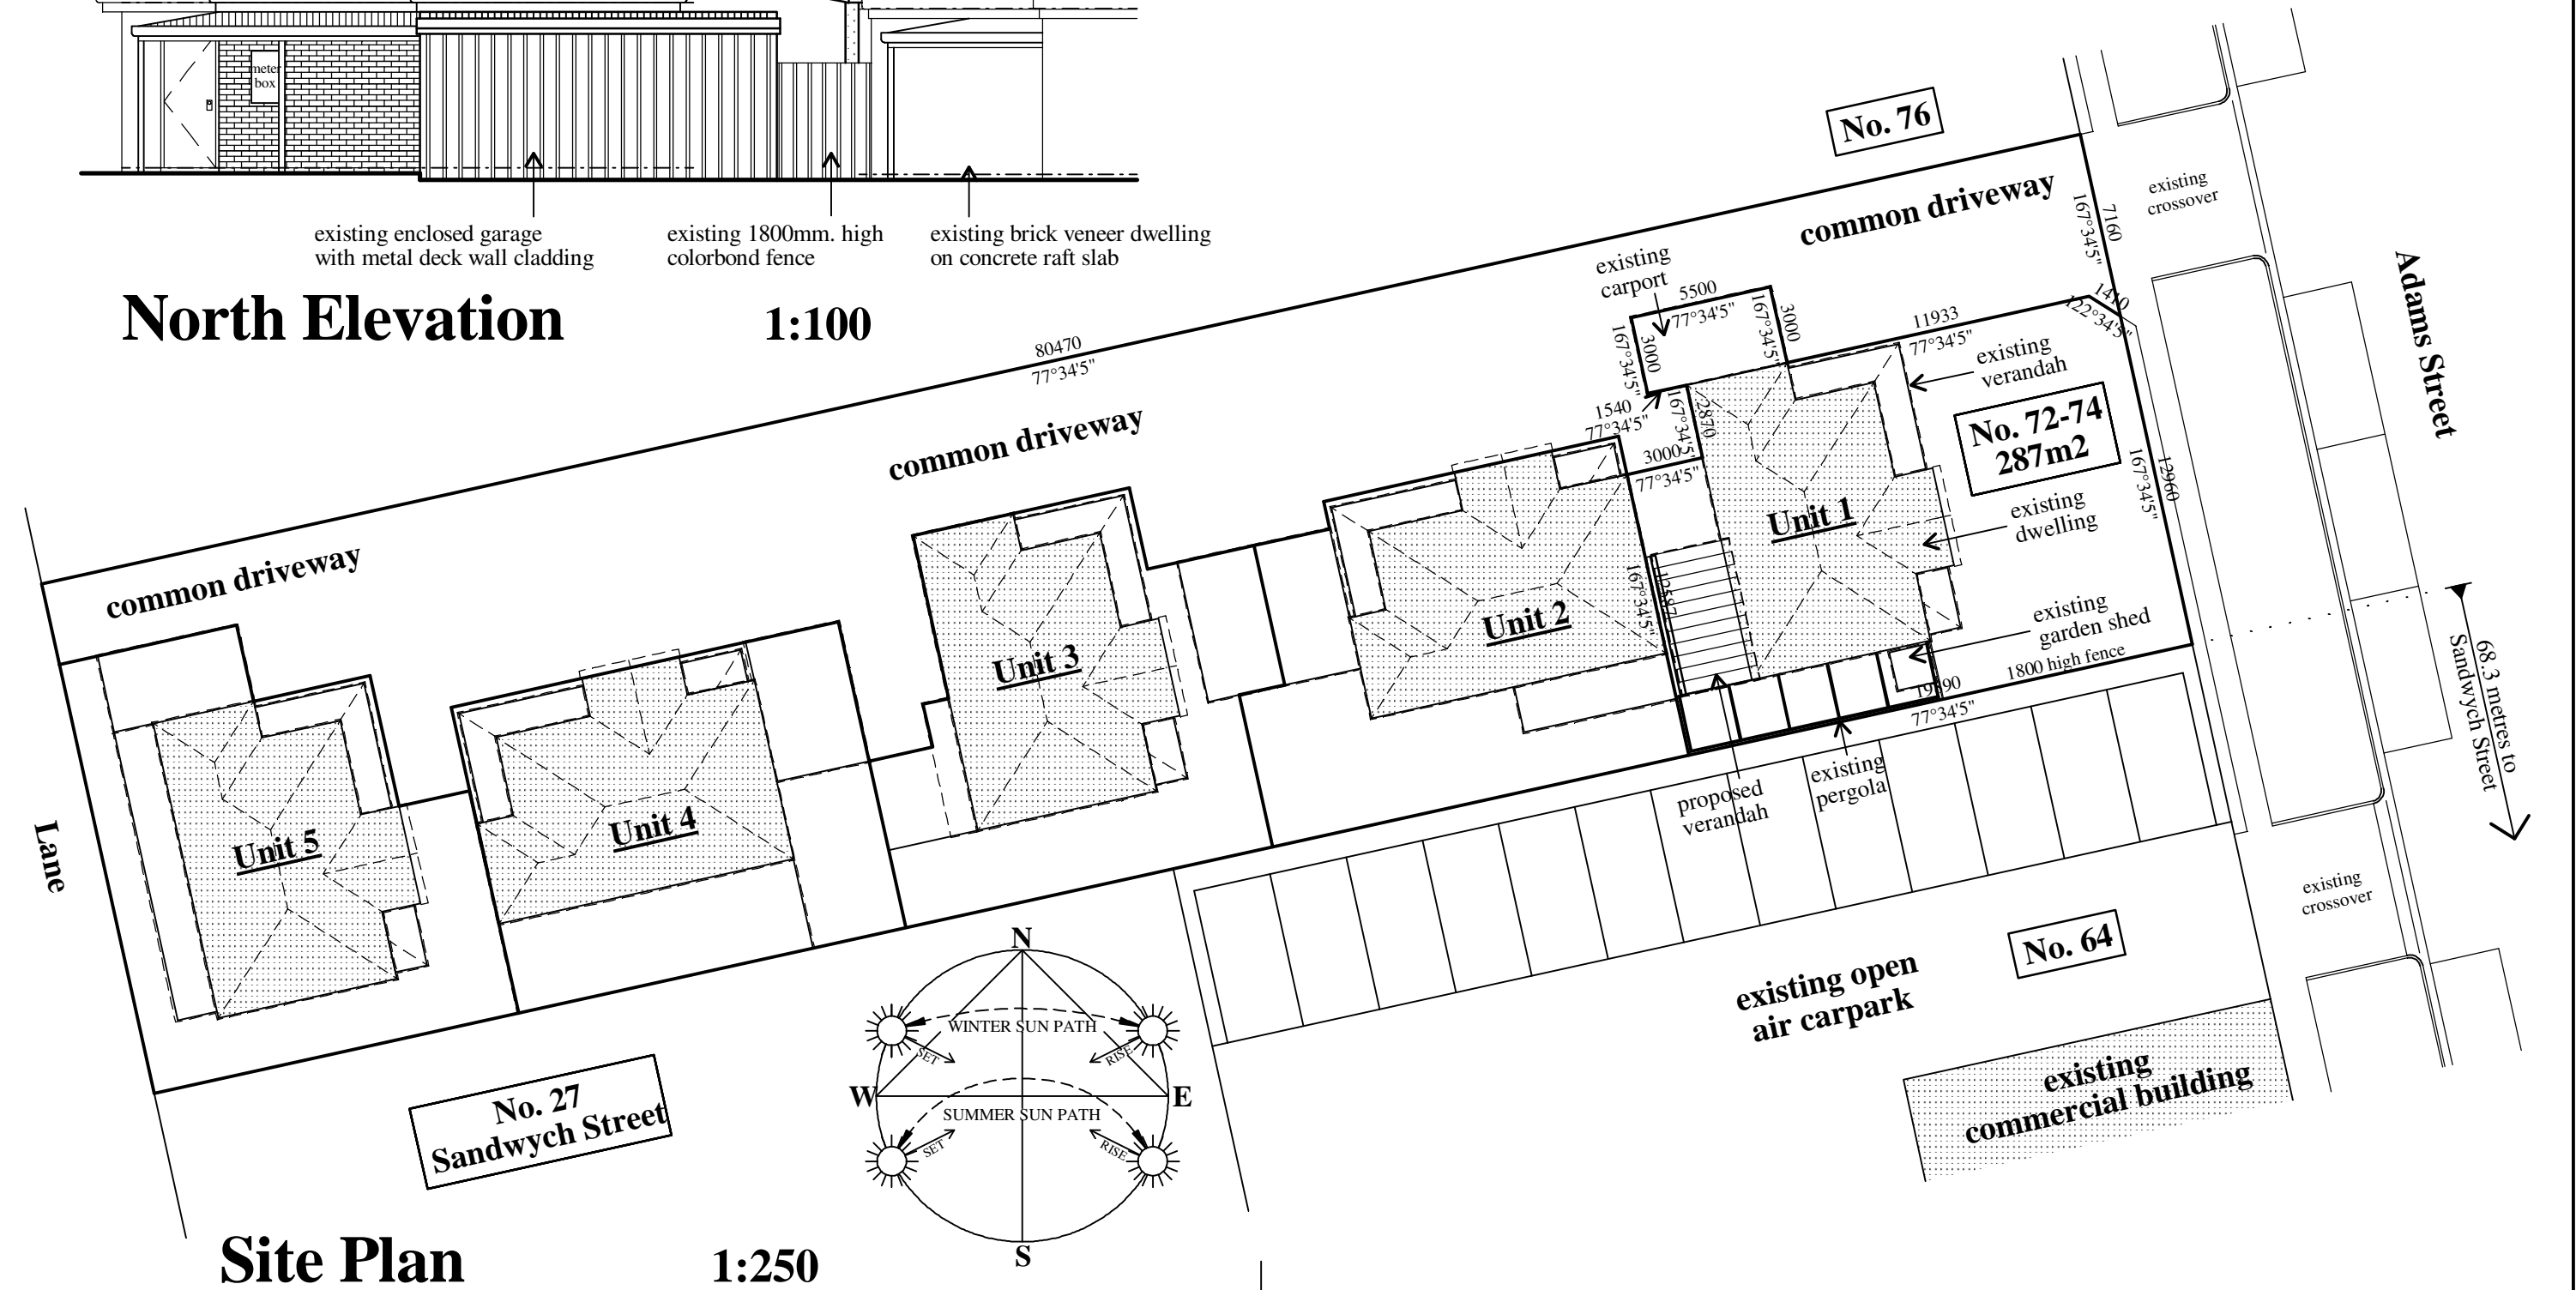 meter
box
existing enclosed garage
with metal deck wall cladding
existing 1800mm. high
colorbond fence
existing brick veneer dwelling
on concrete raft slab
North Elevation 1:100
No. 76
common driveway
existing
crossover
7160
167°34'5"
Adams Street
existing
carport
5500
77°34'5"
3000
167°34'5"
3000
167°34'5"
11933
77°34'5"
1410
122°34'5"
existing
verandah
No. 72-74
287m2
12960
167°34'5"
80470
77°34'5"
common driveway
1540
77°34'5"
2870
167°34'5"
3000
77°34'5"
Unit 1
existing
dwelling
existing
garden shed
1800 high fence
77°34'5"
167°34'5"
Unit 2
proposed
verandah
existing
pergola
68.3 metres to
Sandwych Street
common driveway
Unit 3
Unit 4
Unit 5
Lane
existing
crossover
No. 64
existing open
air carpark
existing
commercial building
No. 27
Sandwych Street
N
WINTER SUN PATH
SET
RISE
W
E
SUMMER SUN PATH
SET
RISE
S
Site Plan 1:250